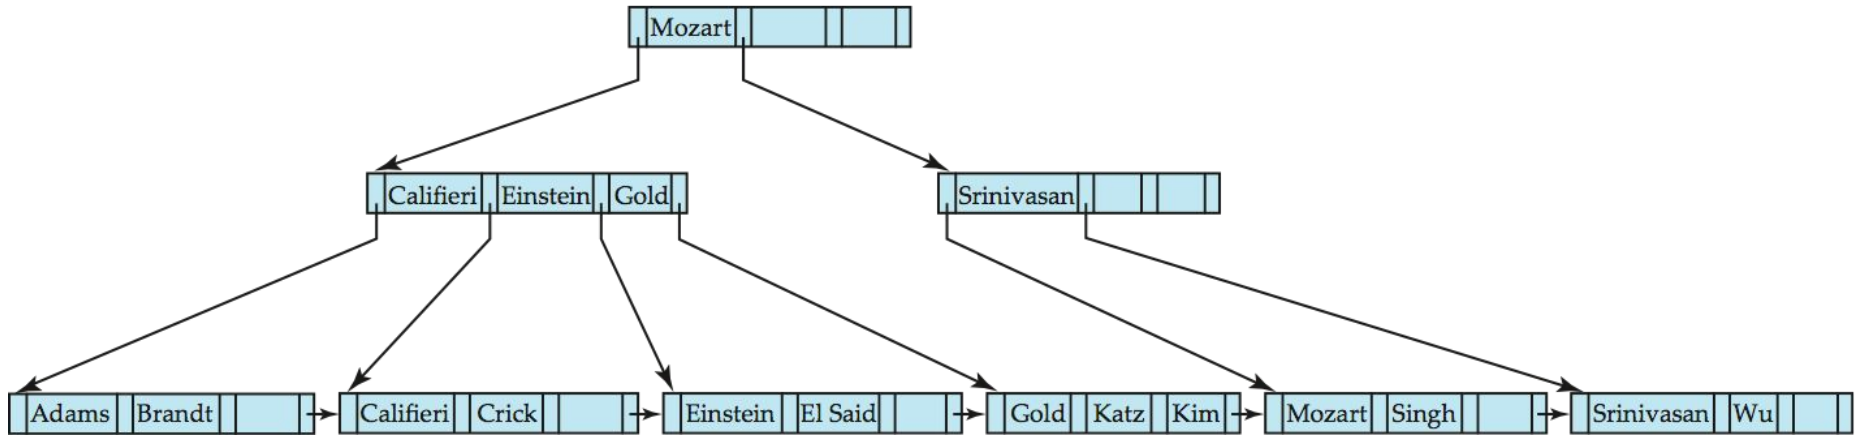 Mozart
Califieri Einstein Gold Srinivasan
Adams Brandt Califieri Crick Einstein El Said Gold Katz Kim Mozart Singh Srinivasan Wu